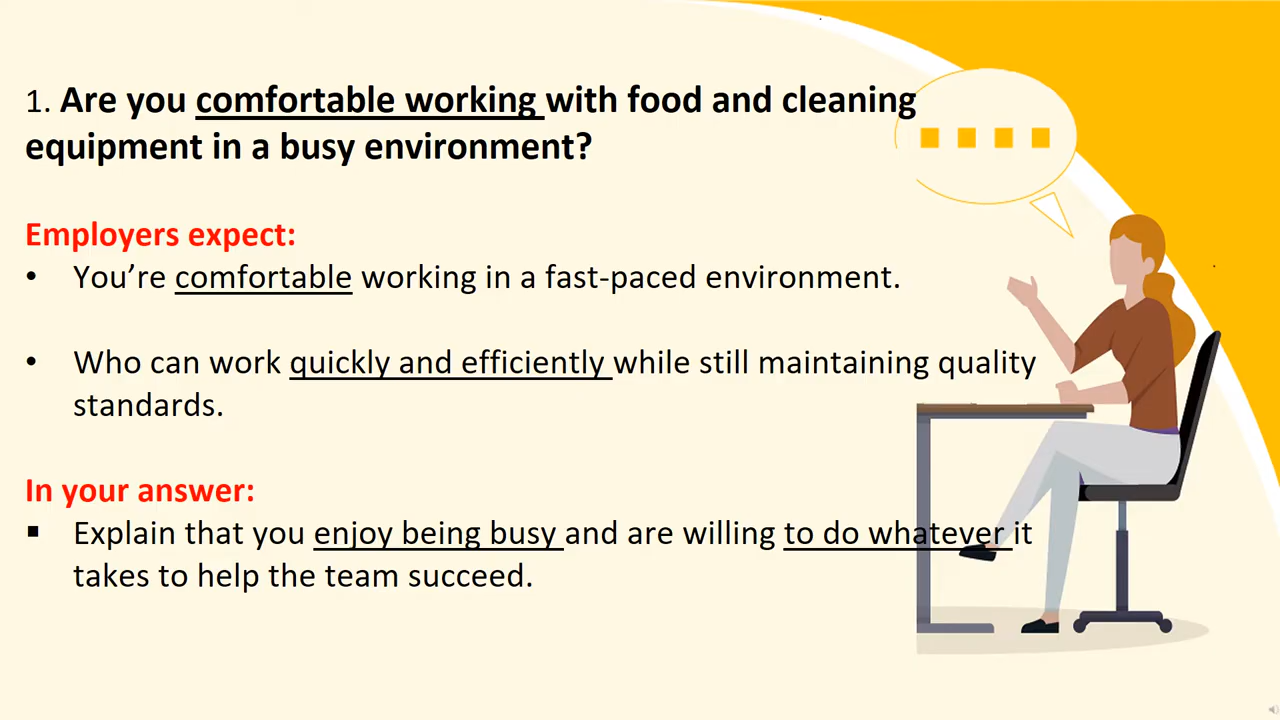 1. Are you comfortable working with food and cleaning
equipment in a busy environment?
Employers expect:
• You’re comfortable working in a fast-paced environment.
• Who can work quickly and efficiently while still maintaining quality
standards.
In your answer:
▪ Explain that you enjoy being busy and are willing to do whatever it
takes to help the team succeed.